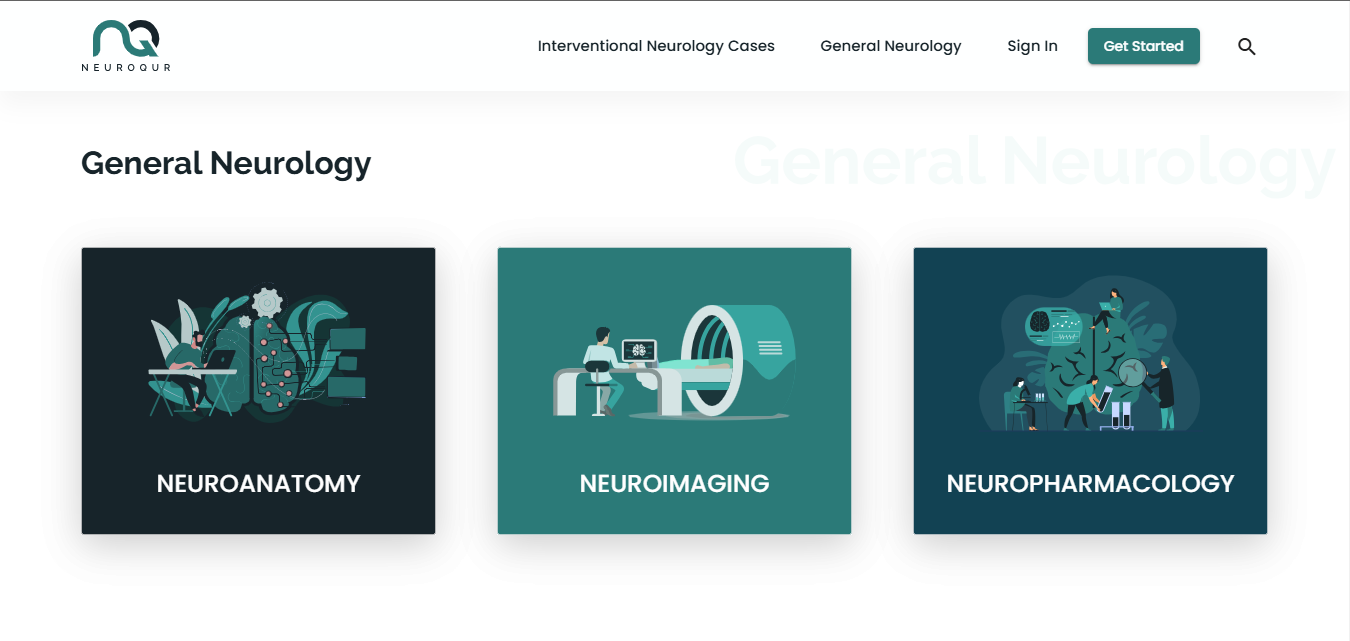 NEUROQUR
Interventional Neurology Cases
General Neurology
Sign In
Get Started
General Neurology
General Neurology
NEUROANATOMY
NEUROIMAGING
NEUROPHARMACOLOGY